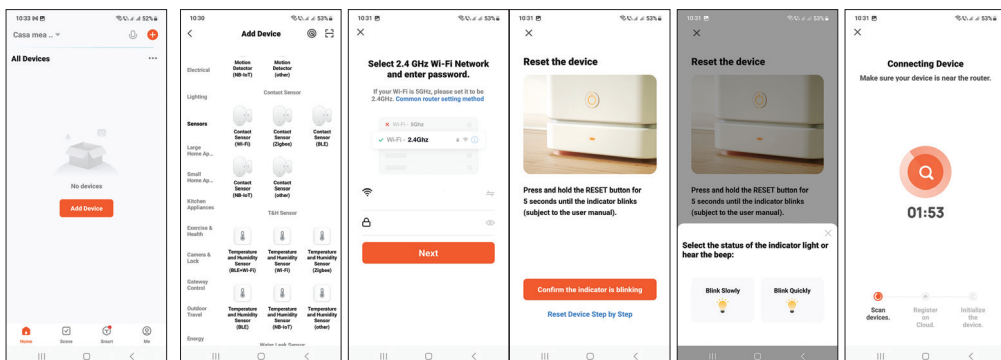 10:33
52%
Casa mea ..
All Devices
No devices
Add Device
Home
Scene
Smart
Me
10:30
53%
Add Device
Electrical
Lighting
Sensors
Large
Home Ap...
Small
Home Ap...
Kitchen
Appliances
Exercise &
Health
Camera &
Lock
Gateway
Control
Outdoor
Travel
Energy
Motion
Detector
(NB-IoT)
Motion
Detector
(other)
Contact Sensor
Contact
Sensor
(Wi-Fi)
Contact
Sensor
(Zigbee)
Contact
Sensor
(BLE)
Contact
Sensor
(NB-IoT)
Contact
Sensor
(other)
T&H Sensor
Temperature
and Humidity
Sensor
(BLE+Wi-Fi)
Temperature
and Humidity
Sensor
(Wi-Fi)
Temperature
and Humidity
Sensor
(Zigbee)
Temperature
and Humidity
Sensor
(BLE)
Temperature
and Humidity
Sensor
(NB-IoT)
Temperature
and Humidity
Sensor
(other)
Water Leak Sensor
10:31
53%
Select 2.4 GHz Wi-Fi Network
and enter password.
If your Wi-Fi is 5GHz, please set it to be
2.4GHz. Common router setting method
Wi-Fi - 5Ghz
Wi-Fi - 2.4Ghz
Next
10:31
53%
Reset the device
Press and hold the RESET button for
5 seconds until the indicator blinks
(subject to the user manual).
Confirm the indicator is blinking
Reset Device Step by Step
10:31
53%
Reset the device
Press and hold the RESET button for
5 seconds until the indicator blinks
(subject to the user manual).
Select the status of the indicator light or
hear the beep:
Blink Slowly
Blink Quickly
10:31
53%
Connecting Device
Make sure your device is near the router.
01:53
Scan
devices.
Register
on
Cloud.
Initialize
the
device.